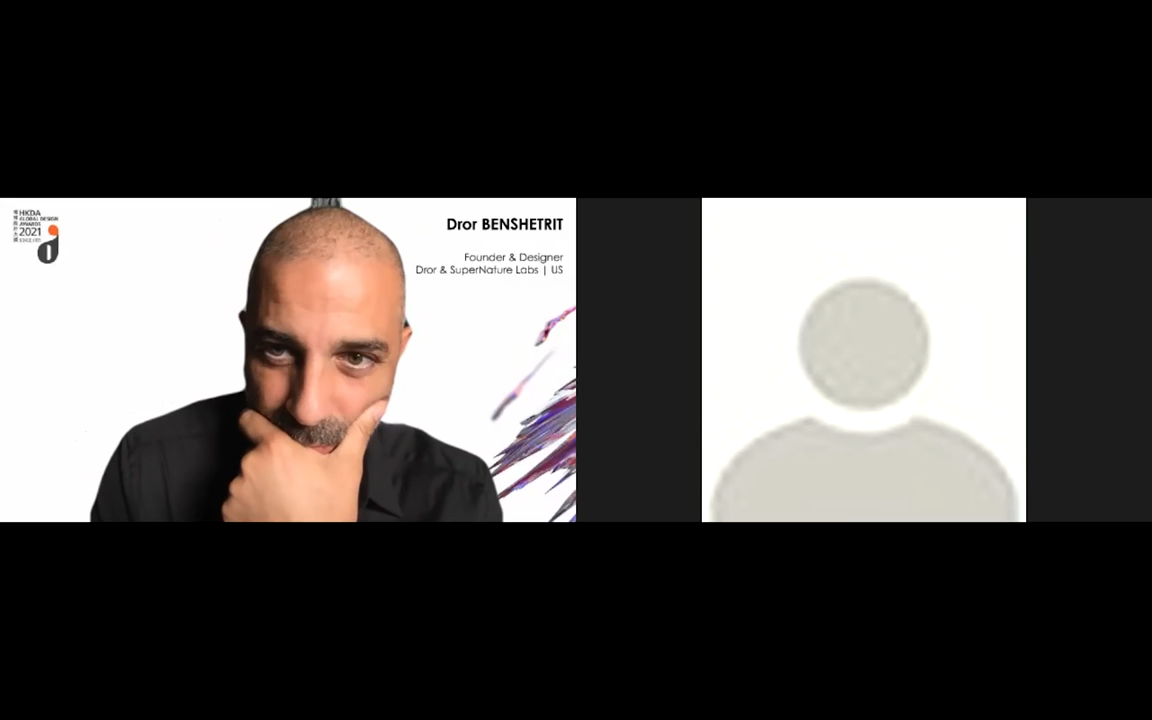 HKDA
GLOBAL DESIGN
AWARDS
2021
Dror BENSHETRIT
Founder & Designer
Dror & SuperNature Labs | US